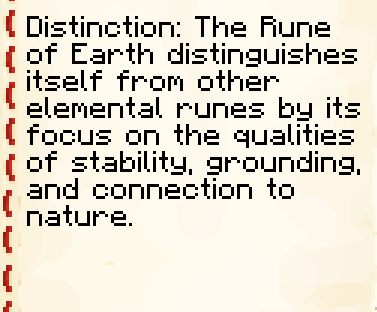 Distinction: The Rune
of Earth distinguishes
itself from other
elemental runes by its
focus on the qualities
of stability, grounding,
and connection to
nature.